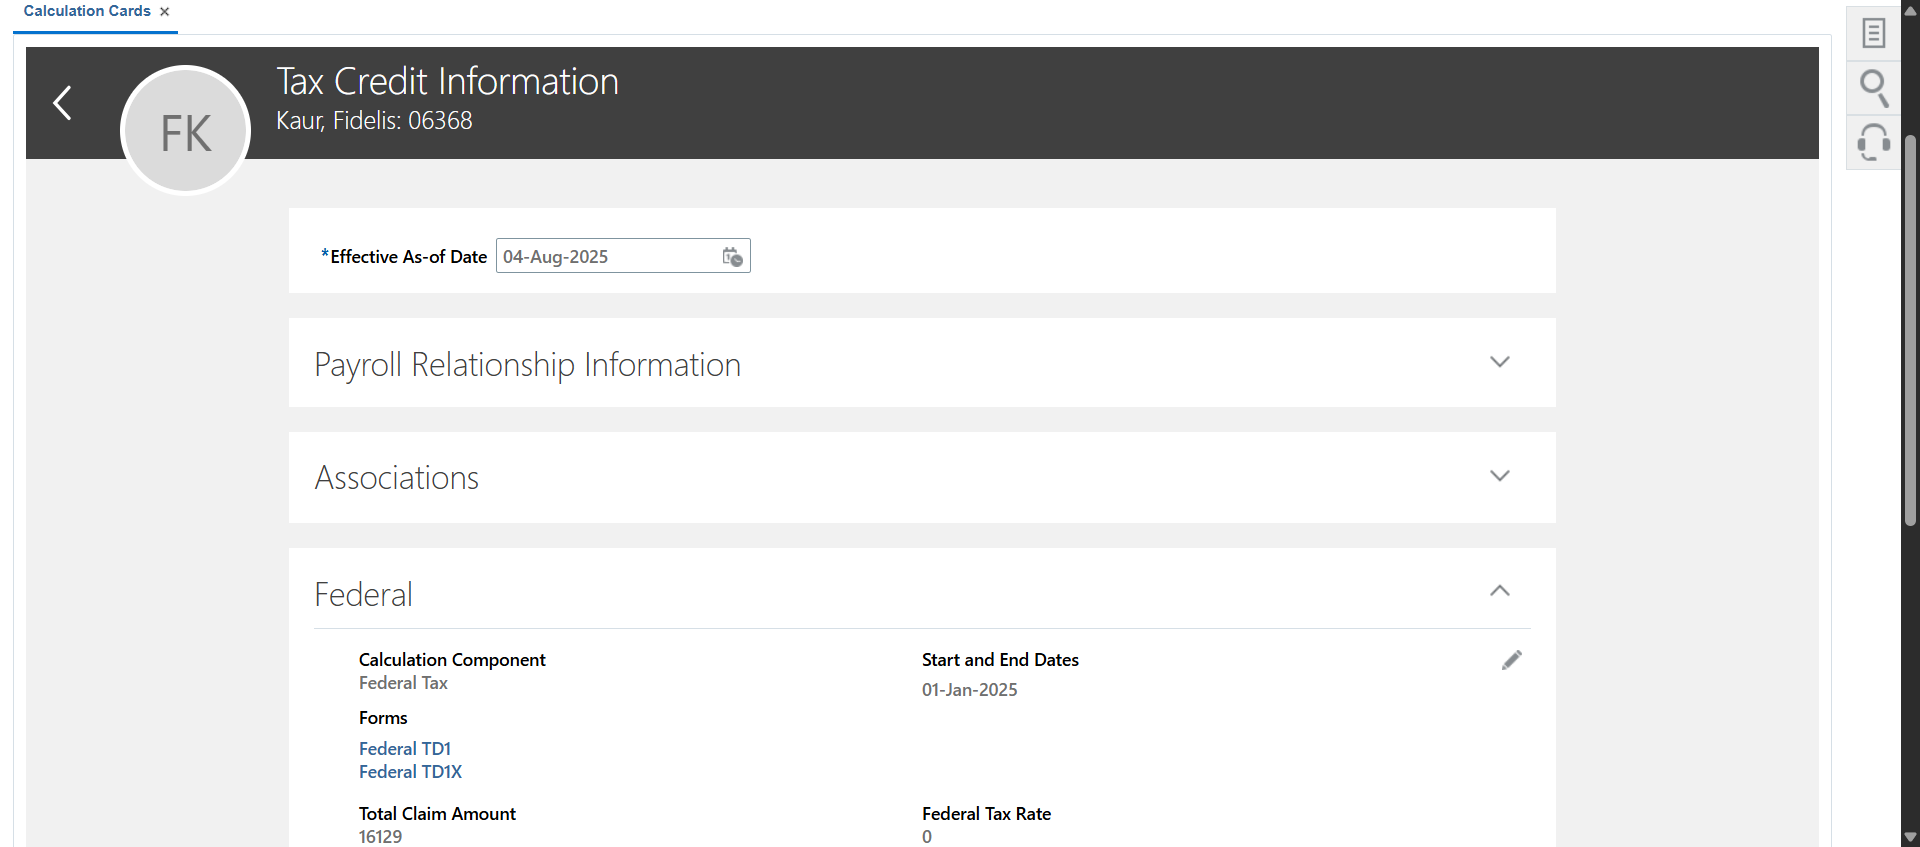 Calculation Cards ×
FK
Tax Credit Information
Kaur, Fidelis: 06368
*Effective As-of Date 04-Aug-2025
Payroll Relationship Information
Associations
Federal
Calculation Component
Federal Tax
Start and End Dates
01-Jan-2025
Forms
Federal TD1
Federal TD1X
Total Claim Amount
16129
Federal Tax Rate
0